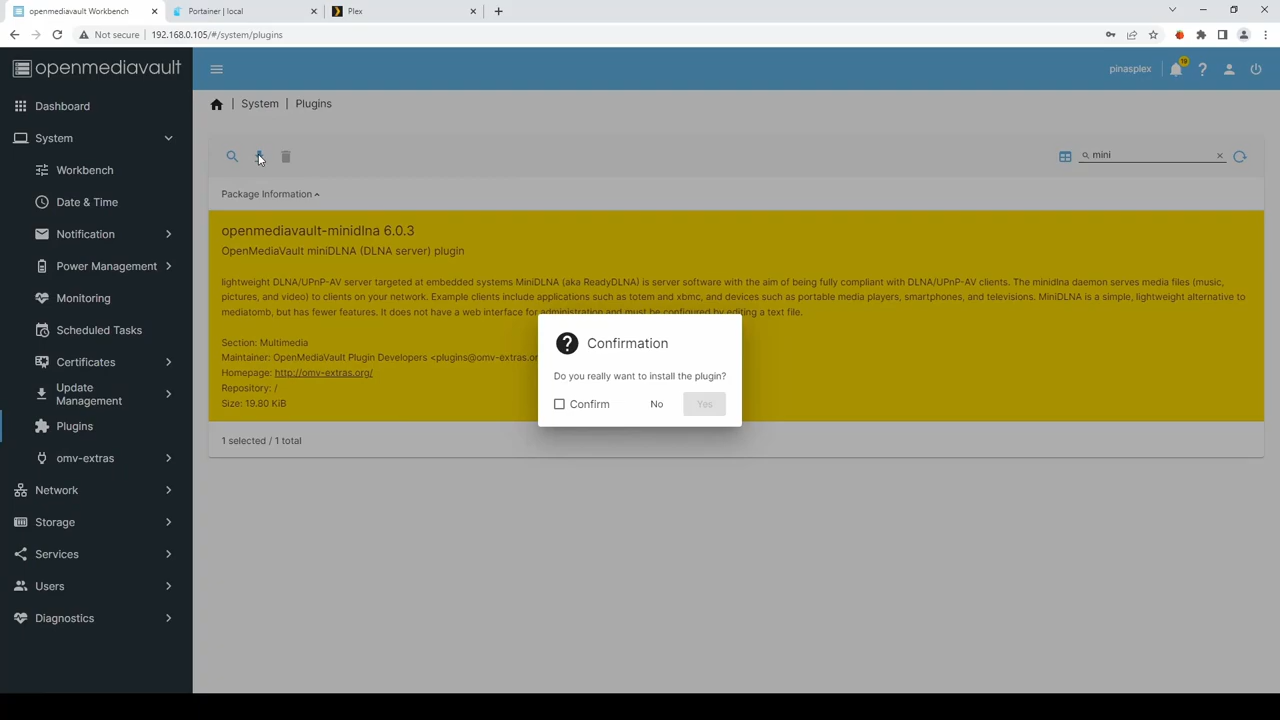 openmediavault Workbench
Portainer | local
Plex
Not secure
192.168.0.105/#/system/plugins
openmediavault
pinasplex
19
Dashboard
System
Workbench
Date & Time
Notification
Power Management
Monitoring
Scheduled Tasks
Certificates
Update
Management
Plugins
omv-extras
Network
Storage
Services
Users
Diagnostics
| System | Plugins
mini
Package Information
openmediavault-minidlna 6.0.3
OpenMediaVault miniDLNA (DLNA server) plugin
lightweight DLNA/UPnP-AV server targeted at embedded systems MiniDLNA (aka ReadyDLNA) is server software with the aim of being fully compliant with DLNA/UPnP-AV clients. The minidlna daemon serves media files (music,
pictures, and video) to clients on your network. Example clients include applications such as totem and xbmc, and devices such as portable media players, smartphones, and televisions. MiniDLNA is a simple, lightweight alternative to
mediatomb, but has fewer features. It does not have a web interface for administration and must be configured by editing a text file.
Section: Multimedia
Maintainer: OpenMediaVault Plugin Developers <plugins@omv-extras.or
Homepage: http://omv-extras.org/
Repository: /
Size: 19.80 KiB
1 selected / 1 total
Confirmation
Do you really want to install the plugin?
Confirm
No
Yes